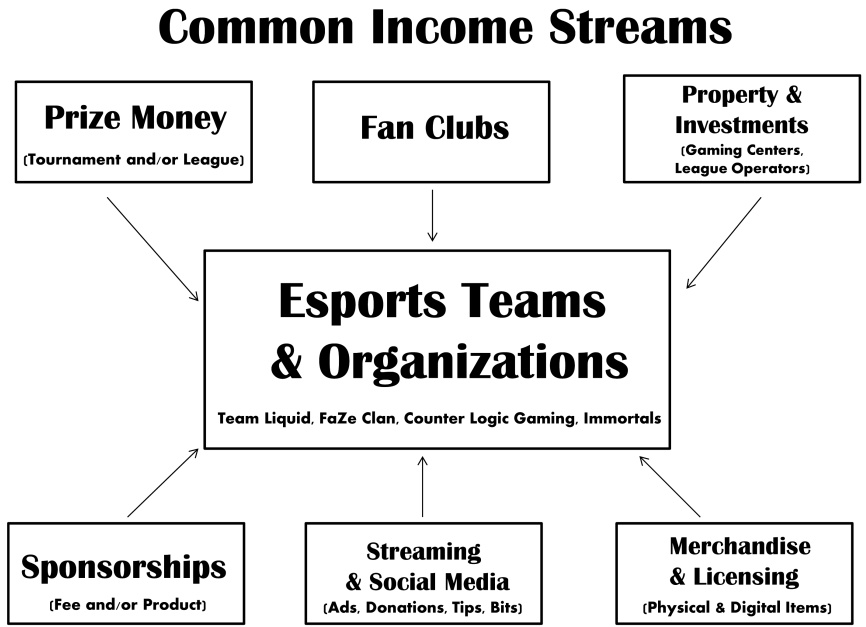 Common Income Streams
Prize Money
(Tournament and/or League)
Fan Clubs
Property &
Investments
(Gaming Centers,
League Operators)
Esports Teams
& Organizations
Team Liquid, FaZe Clan, Counter Logic Gaming, Immortals
Sponsorships
(Fee and/or Product)
Streaming
& Social Media
(Ads, Donations, Tips, Bits)
Merchandise
& Licensing
(Physical & Digital Items)